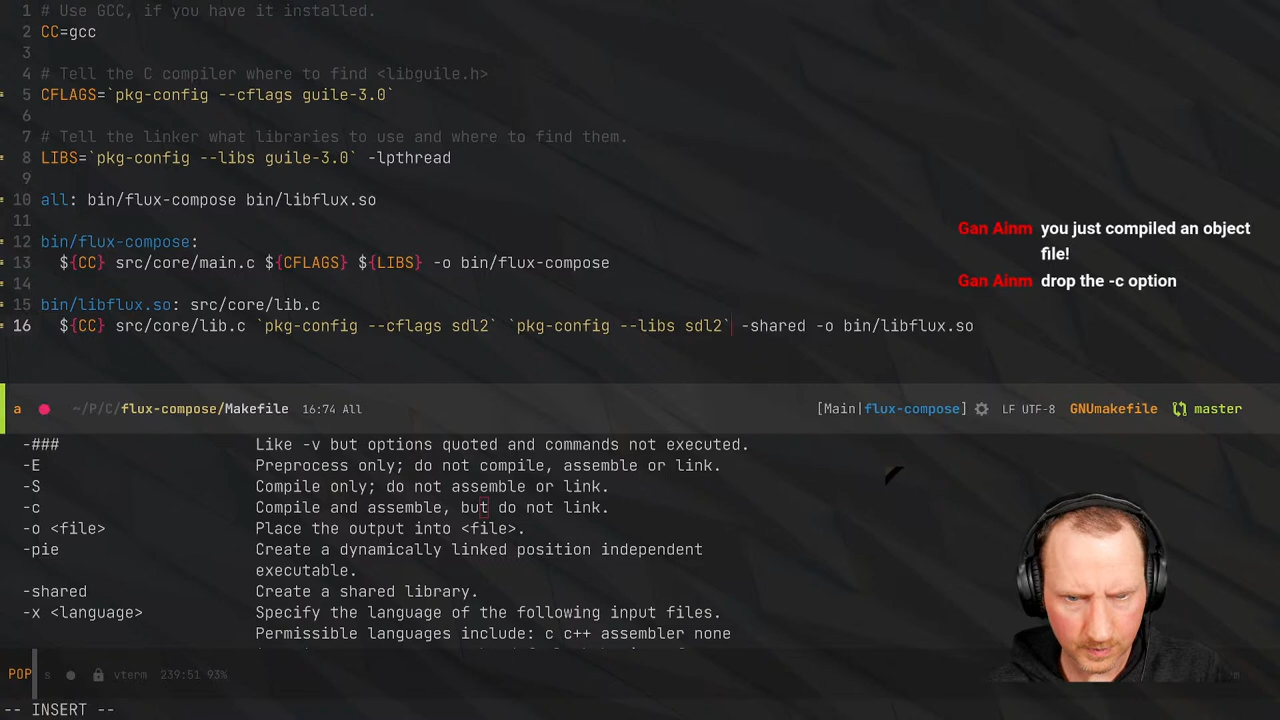 1 # Use GCC, if you have it installed.
2 CC=gcc
3
4 # Tell the C compiler where to find <libguile.h>
5 CFLAGS=`pkg-config --cflags guile-3.0`
6
7 # Tell the linker what libraries to use and where to find them.
8 LIBS=`pkg-config --libs guile-3.0` -lpthread
9
10 all: bin/flux-compose bin/libflux.so
11
12 bin/flux-compose:
13 ${CC} src/core/main.c ${CFLAGS} ${LIBS} -o bin/flux-compose
14
15 bin/libflux.so: src/core/lib.c
16 ${CC} src/core/lib.c `pkg-config --cflags sdl2` `pkg-config --libs sdl2` -shared -o bin/libflux.so
Gan Ainm you just compiled an object
file!
Gan Ainm drop the -c option
a ~/P/C/flux-compose/Makefile 16:74 All [Main|flux-compose] LF UTF-8 GNUmakefile master
-### Like -v but options quoted and commands not executed.
-E Preprocess only; do not compile, assemble or link.
-S Compile only; do not assemble or link.
-c Compile and assemble, but do not link.
-o <file> Place the output into <file>.
-pie Create a dynamically linked position independent
executable.
-shared Create a shared library.
-x <language> Specify the language of the following input files.
Permissible languages include: c c++ assembler none
POP s vterm 239:51 93%
-- INSERT --